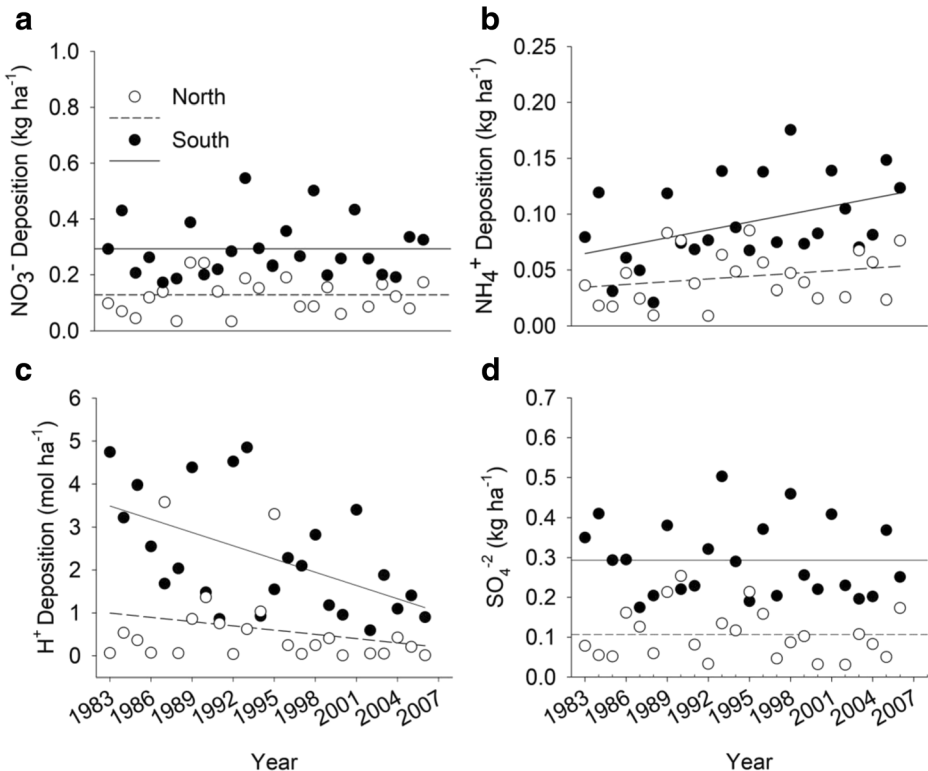 a
NO₃⁻ Deposition (kg ha⁻¹)
1.0
0.8
0.6
0.4
0.2
0.0
North
South
b
NH₄⁺ Deposition (kg ha⁻¹)
0.25
0.20
0.15
0.10
0.05
0.00
c
H⁺ Deposition (mol ha⁻¹)
6
5
4
3
2
1
0
1983 1986 1989 1992 1995 1998 2001 2004 2007
Year
d
SO₄⁻² (kg ha⁻¹)
0.7
0.6
0.5
0.4
0.3
0.2
0.1
0.0
1983 1986 1989 1992 1995 1998 2001 2004 2007
Year